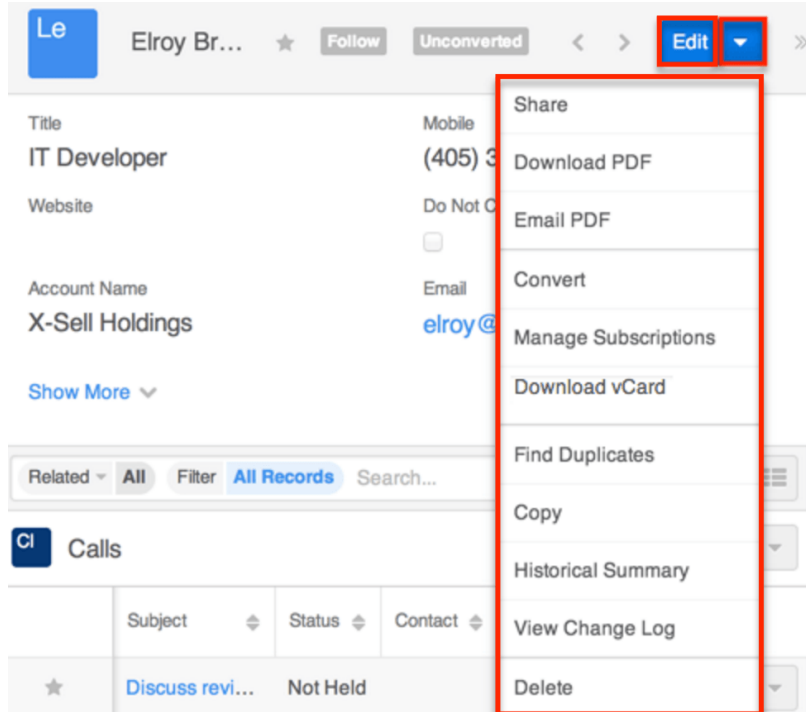 Le
Elroy Br...
Follow
Unconverted
Edit
Share
Download PDF
Email PDF
Convert
Manage Subscriptions
Download vCard
Find Duplicates
Copy
Historical Summary
View Change Log
Delete
Title
IT Developer
Mobile
(405) 3
Website
Do Not C
Account Name
X-Sell Holdings
Email
elroy@
Show More
Related All Filter All Records Search...
Cl Calls
Subject Status Contact
Discuss revi... Not Held